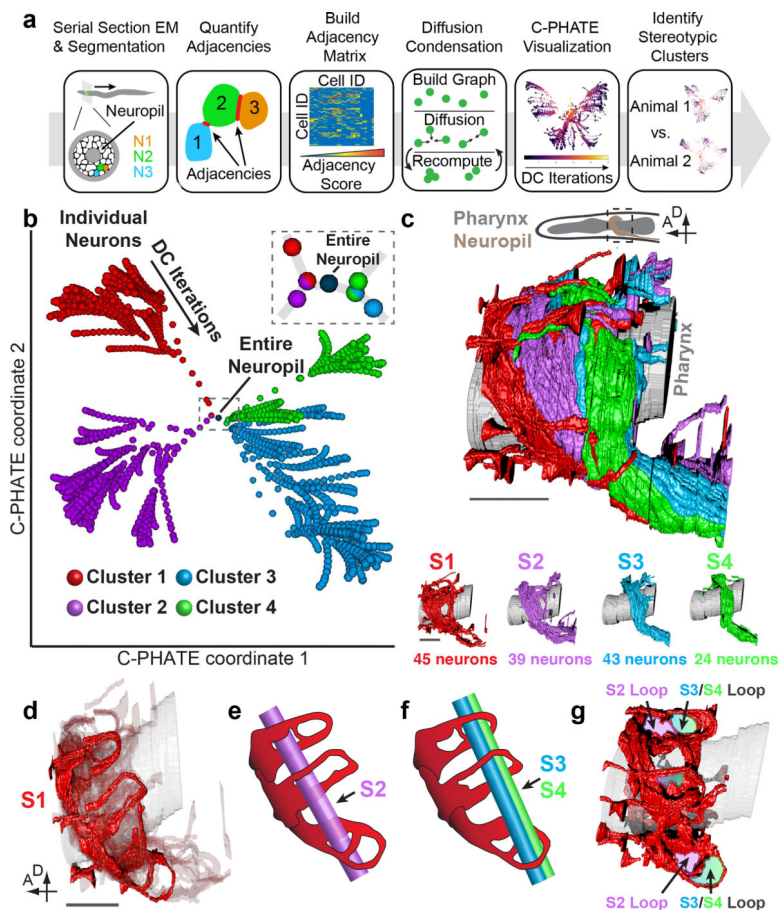 a
Serial Section EM
& Segmentation
Quantify
Adjacencies
Build
Adjacency
Matrix
Diffusion
Condensation
C-PHATE
Visualization
Identify
Stereotypic
Clusters
Neuropil
N1
N2
N3
1
2
3
Adjacencies
Cell ID
Cell ID
Adjacency
Score
Build Graph
Diffusion
Recompute
DC Iterations
Animal 1
vs.
Animal 2
b
Individual
Neurons
DC Iterations
Entire
Neuropil
Entire
Neuropil
C-PHATE coordinate 2
Cluster 1
Cluster 2
Cluster 3
Cluster 4
C-PHATE coordinate 1
c
Pharynx
Neuropil
A
D
Pharynx
S1
S2
S3
S4
45 neurons
39 neurons
43 neurons
24 neurons
d
S1
A
D
e
S2
f
S3
S4
g
S2 Loop
S3/S4 Loop
S2 Loop
S3/S4 Loop